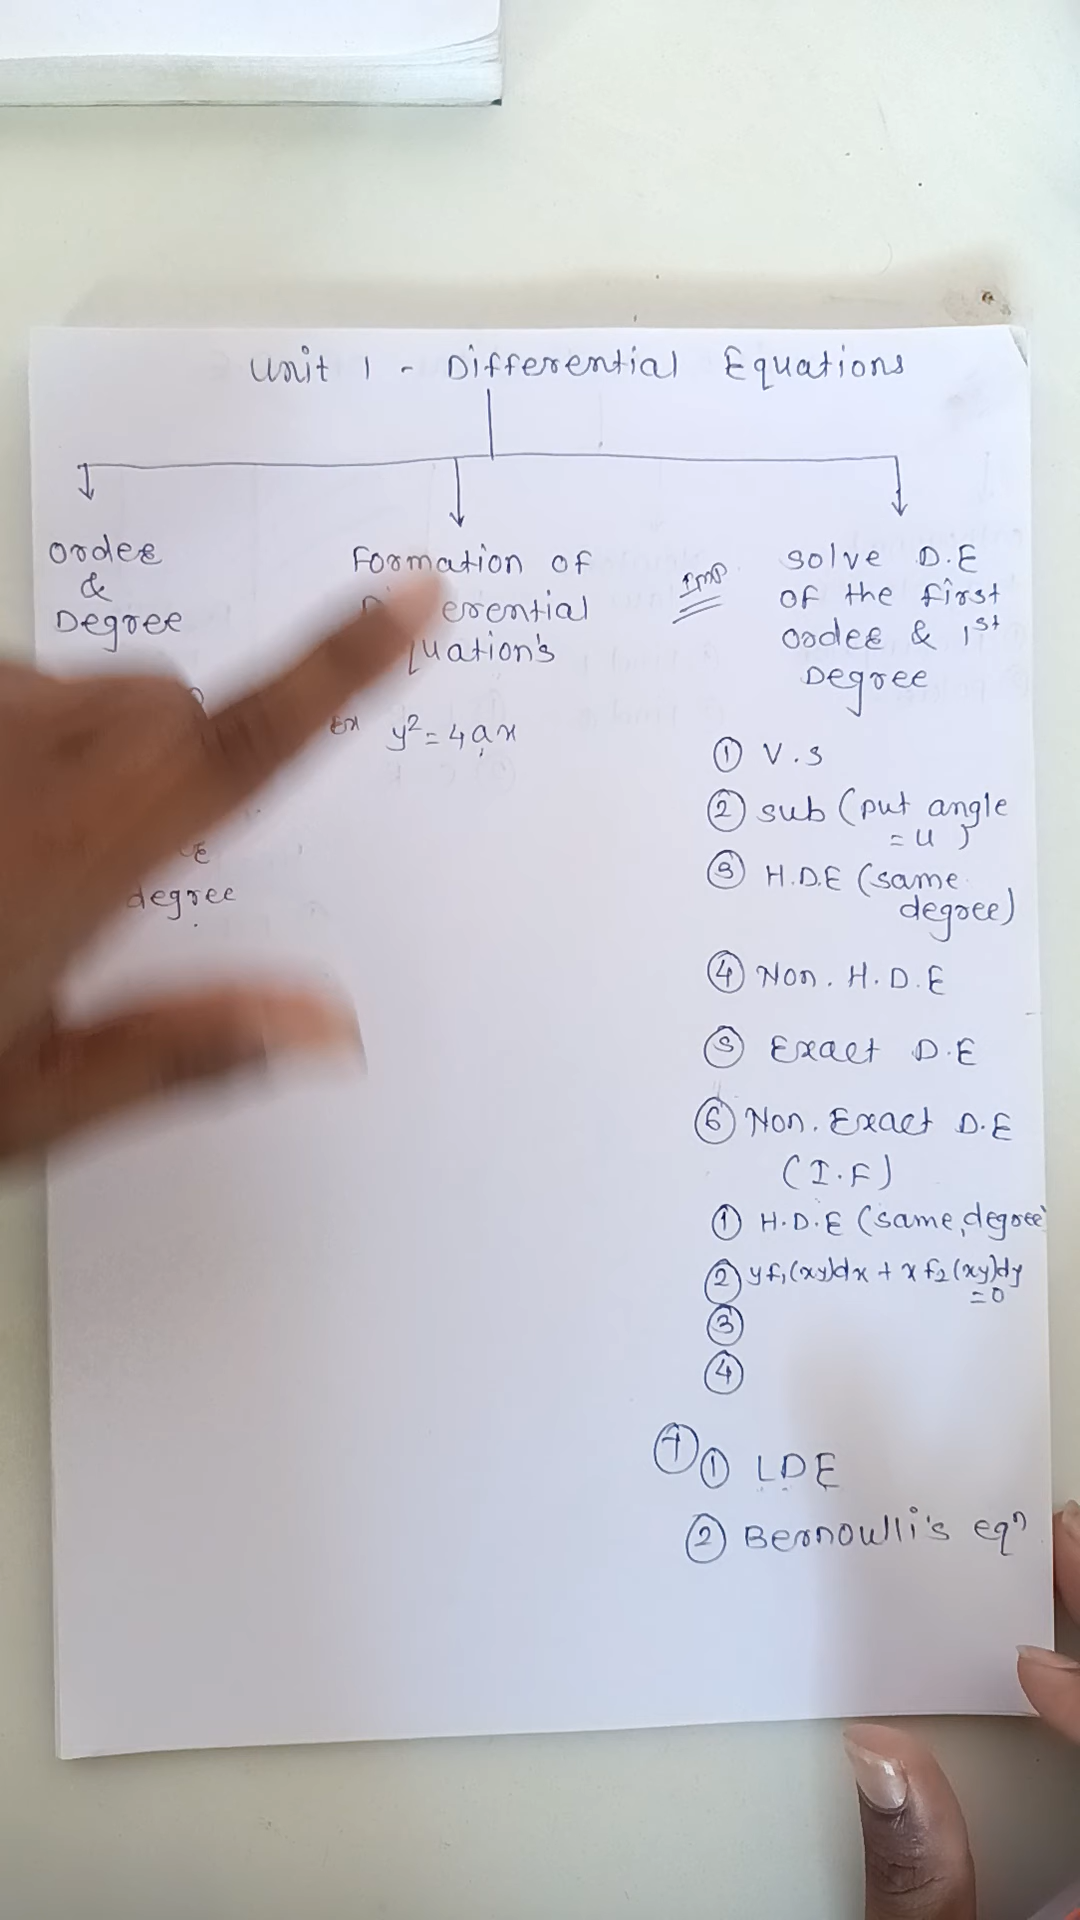 Unit 1 - Differential Equations
Order
&
Degree
degree
Formation of
erential
quation's
Ex y² = 4ax
Imp
Solve D.E
of the first
order & 1st
Degree
① V.S
② Sub (put angle
= u)
③ H.D.E (same
degree)
④ Non. H.D.E
⑤ Exact D.E
⑥ Non. Exact D.E
(I.F)
① H.D.E (same degree)
② yf₁(xy)dx + xf₂(xy)dy
=0
③
④
⑦ ① LDE
② Bernoulli's eqⁿ